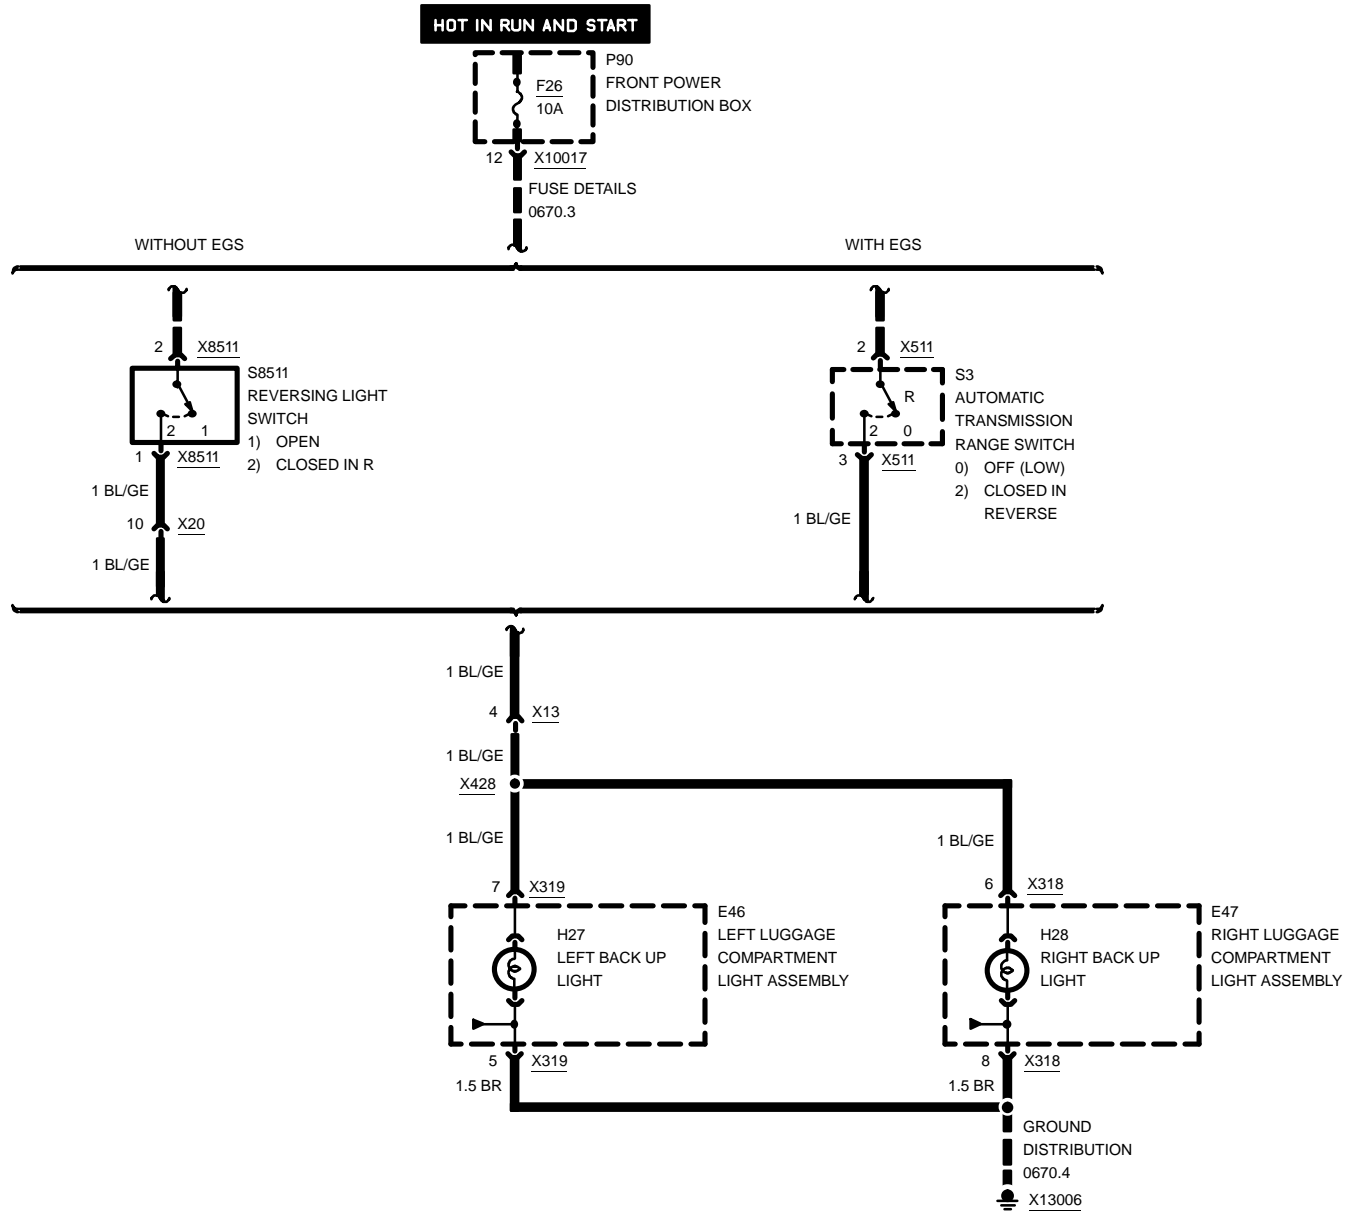 HOT IN RUN AND START
P90
FRONT POWER
DISTRIBUTION BOX
F26
10A
12 X10017
FUSE DETAILS
0670.3
WITHOUT EGS
WITH EGS
2 X8511
S8511
REVERSING LIGHT
SWITCH
1) OPEN
2) CLOSED IN R
2 1
1 X8511
1 BL/GE
10 X20
1 BL/GE
2 X511
S3
AUTOMATIC
TRANSMISSION
RANGE SWITCH
0) OFF (LOW)
2) CLOSED IN
REVERSE
R
2 0
3 X511
1 BL/GE
1 BL/GE
4 X13
1 BL/GE
X428
1 BL/GE
1 BL/GE
7 X319
6 X318
E46
LEFT LUGGAGE
COMPARTMENT
LIGHT ASSEMBLY
H27
LEFT BACK UP
LIGHT
E47
RIGHT LUGGAGE
COMPARTMENT
LIGHT ASSEMBLY
H28
RIGHT BACK UP
LIGHT
5 X319
8 X318
1.5 BR
1.5 BR
GROUND
DISTRIBUTION
0670.4
X13006